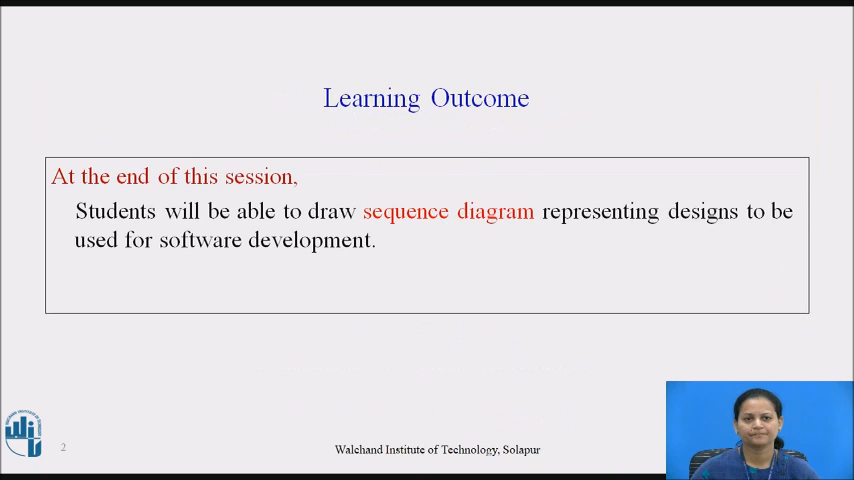 Learning Outcome
At the end of this session,
Students will be able to draw sequence diagram representing designs to be
used for software development.
2
Walchand Institute of Technology, Solapur